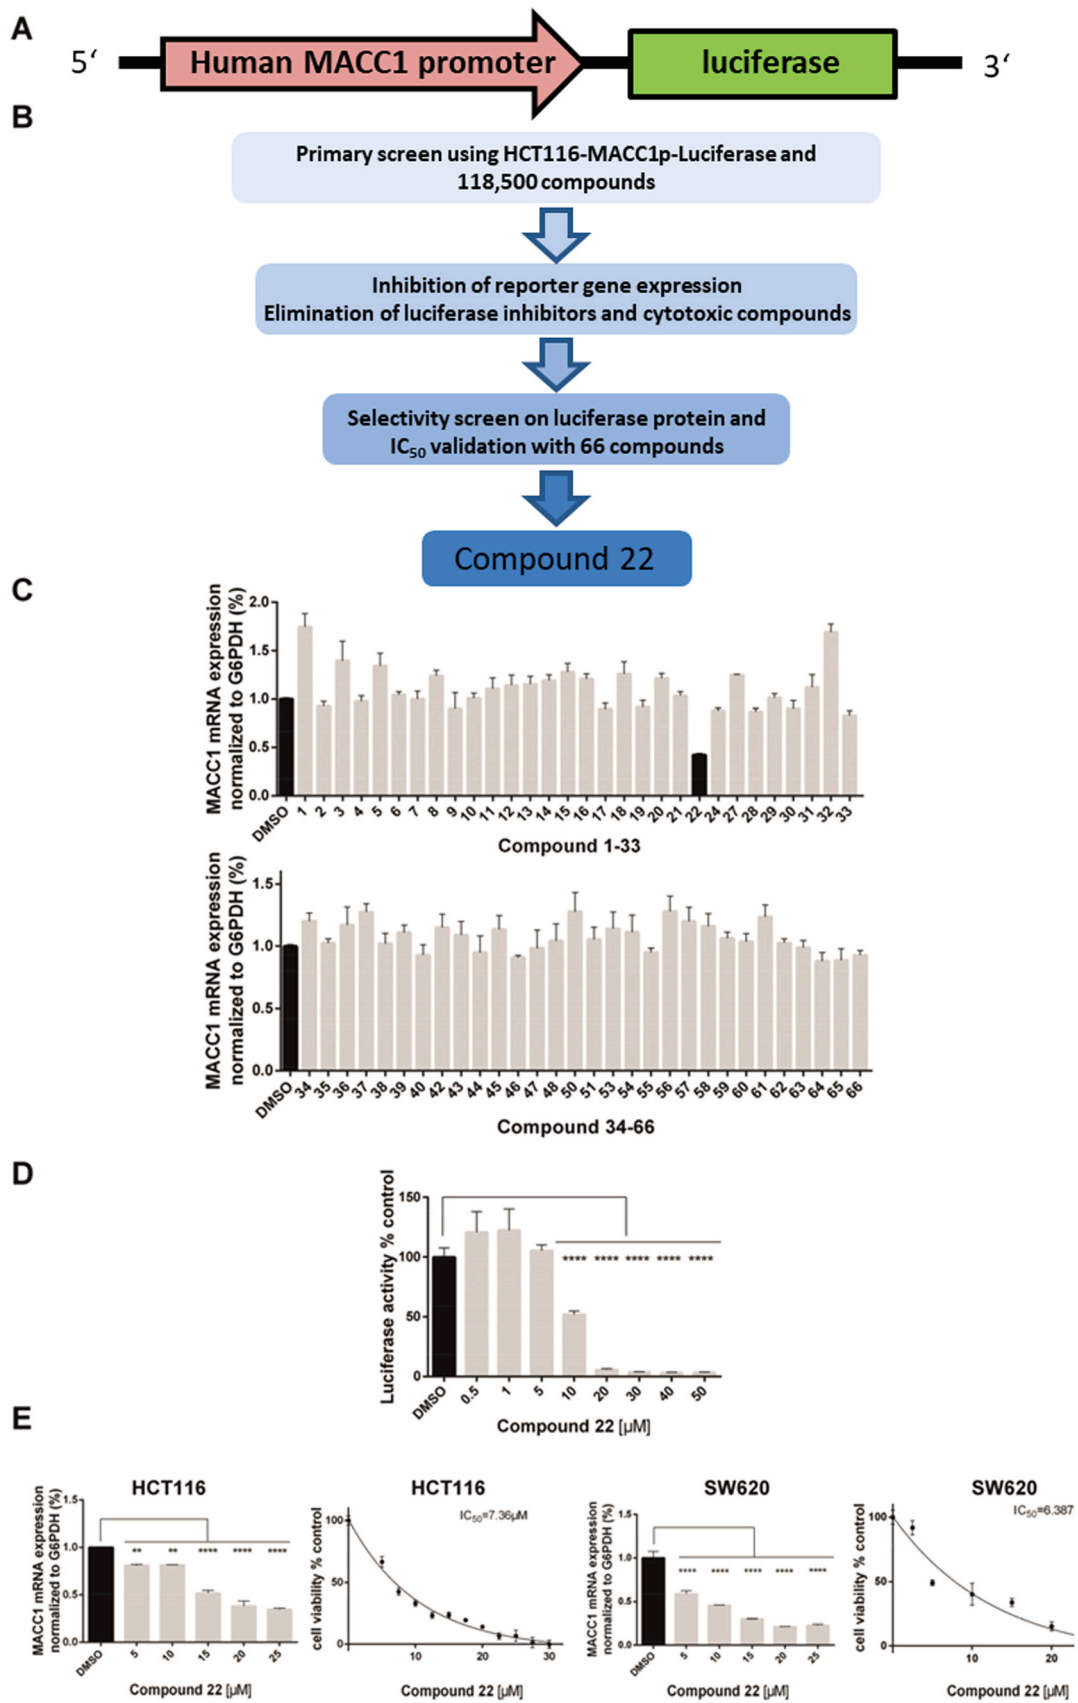 A
5‘
Human MACC1 promoter
luciferase
3‘
B
Primary screen using HCT116-MACC1p-Luciferase and
118,500 compounds
Inhibition of reporter gene expression
Elimination of luciferase inhibitors and cytotoxic compounds
Selectivity screen on luciferase protein and
IC50 validation with 66 compounds
Compound 22
C
MACC1 mRNA expression
normalized to G6PDH (%)
2.0
1.5
1.0
0.5
0.0
DMSO 1 2 3 4 5 6 7 8 9 10 11 12 13 14 15 16 17 18 19 20 21 22 24 27 28 29 30 31 32 33
Compound 1-33
MACC1 mRNA expression
normalized to G6PDH (%)
1.5
1.0
0.5
0.0
DMSO 34 35 36 37 38 39 40 42 43 44 45 46 47 48 50 51 53 54 55 56 57 58 59 60 61 62 63 64 65 66
Compound 34-66
D
Luciferase activity % control
150
100
50
0
**** **** **** **** ****
DMSO 0.5 1 5 10 20 30 40 50
Compound 22 [µM]
E
HCT116
MACC1 mRNA expression
normalized to G6PDH (%)
1.5
1.0
0.5
0.0
** ** **** **** ****
DMSO 5 10 15 20 25
Compound 22 [µM]
HCT116
cell viability % control
IC50=7.36µM
100
50
0
10 20 30
Compound 22 [µM]
SW620
MACC1 mRNA expression
normalized to G6PDH (%)
1.5
1.0
0.5
0.0
**** **** **** **** ****
DMSO 5 10 15 20 25
Compound 22 [µM]
SW620
cell viability % control
IC50=6.387
100
50
0
10 20
Compound 22 [µM]